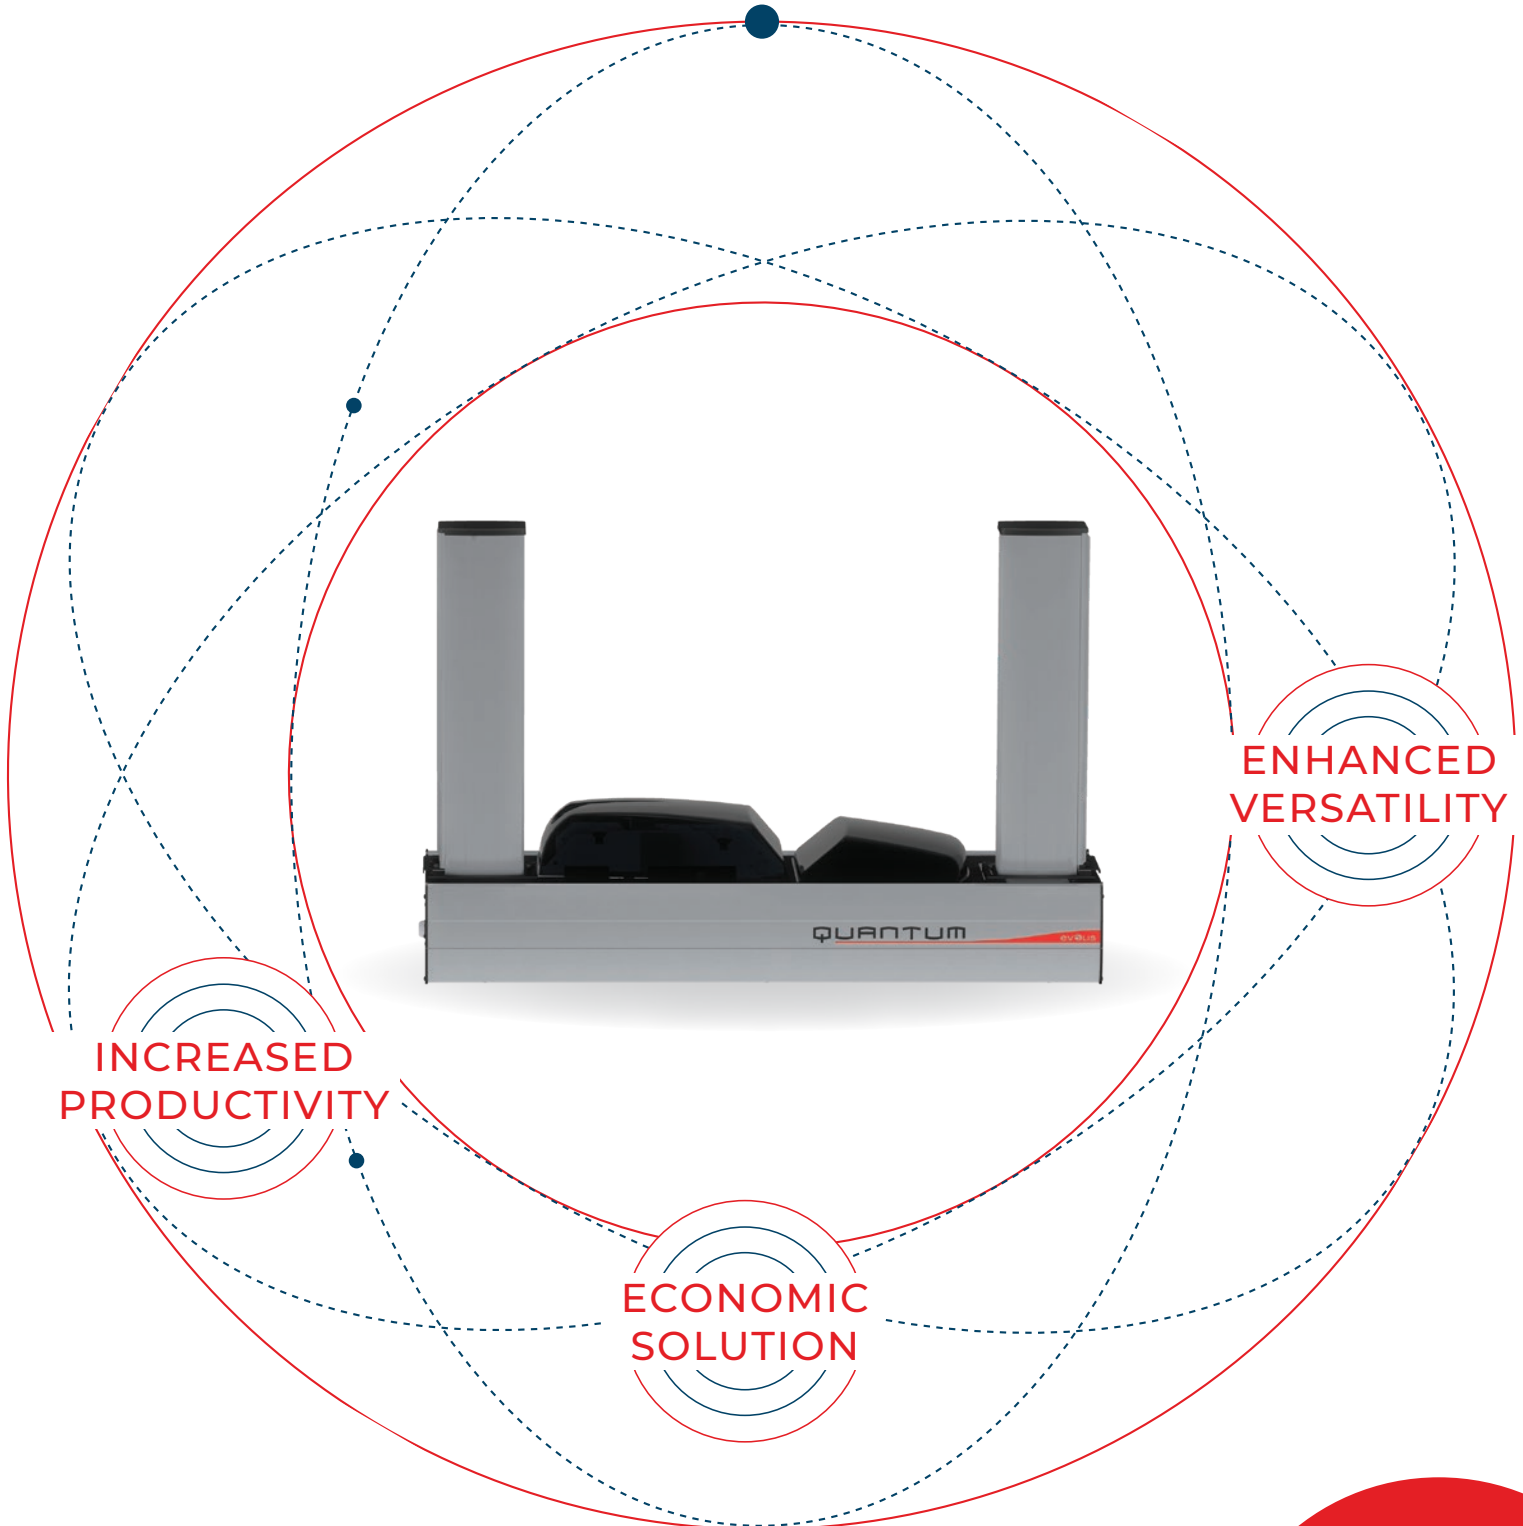 ENHANCED
VERSATILITY
QUANTUM
evolis
INCREASED
PRODUCTIVITY
ECONOMIC
SOLUTION